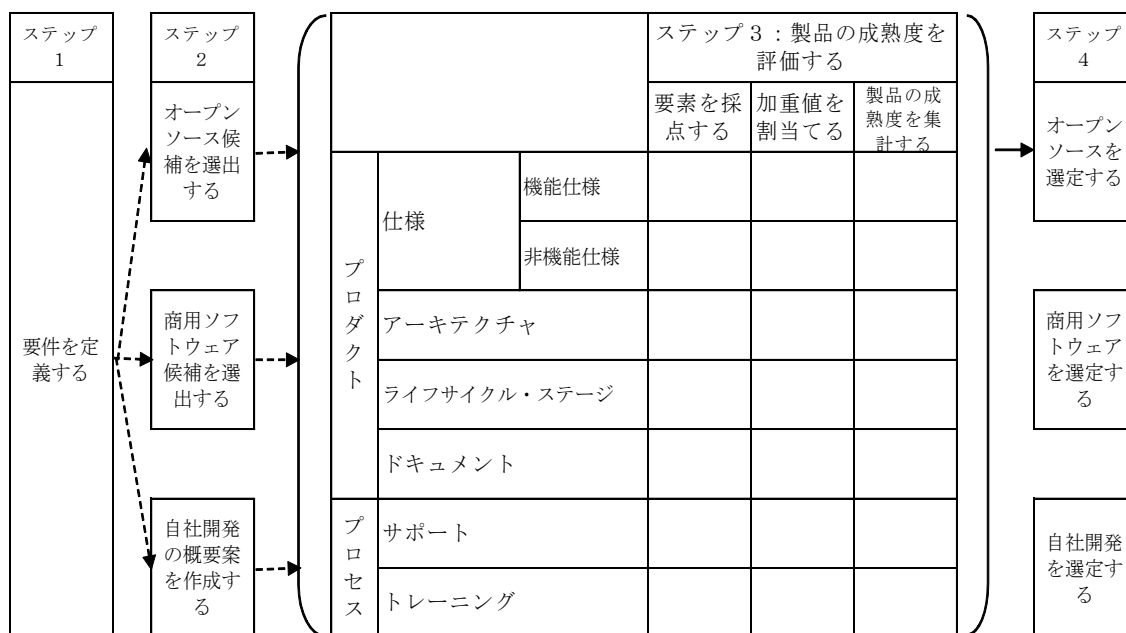 ステップ
1
要件を定
義する
ステップ
2
オープン
ソース候
補を選出
する
商用ソフ
トウェア
候補を選
出する
自社開発
の概要案
を作成す
る
ステップ3:製品の成熟度を
評価する
要素を採
点する
加重値を
割当てる
製品の成
熟度を集
計する
プロダクト
仕様
機能仕様
非機能仕様
アーキテクチャ
ライフサイクル・ステージ
ドキュメント
プロセス
サポート
トレーニング
ステップ
4
オープン
ソースを
選定する
商用ソフ
トウェア
を選定す
る
自社開発
を選定す
る